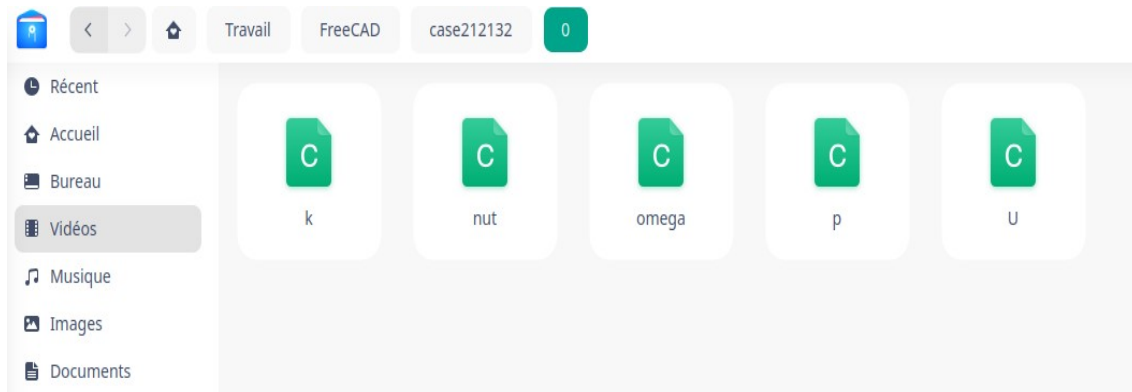 Travail FreeCAD case212132 0
Récent
Accueil
Bureau
Vidéos
Musique
Images
Documents
C C C C C
k nut omega p U